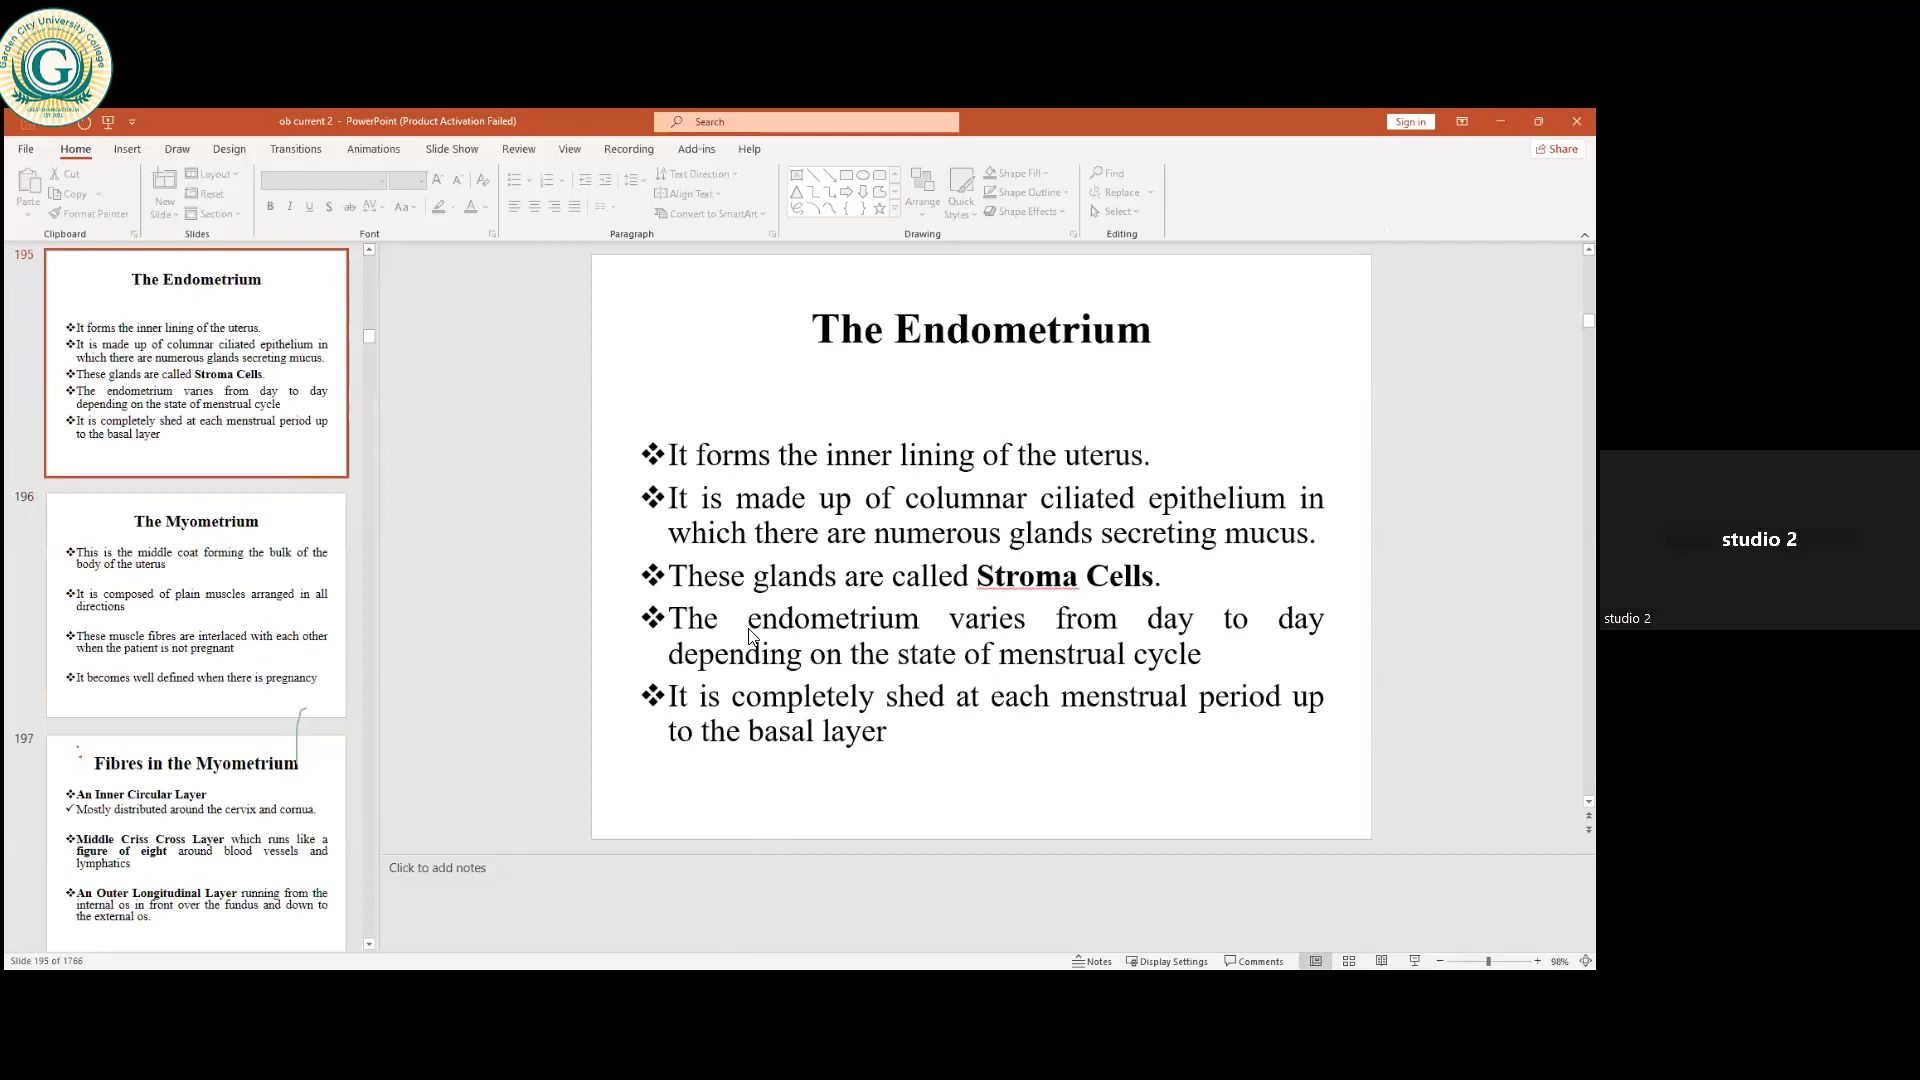 Garden City University College
ob current 2 - PowerPoint (Product Activation Failed)
Search
Sign in
File Home Insert Draw Design Transitions Animations Slide Show Review View Recording Add-ins Help
Share
Paste
Cut
Copy
Format Painter
Clipboard
New Slide
Layout
Reset
Section
Slides
B I U S ab AV Aa A
Font
Text Direction
Align Text
Convert to SmartArt
Paragraph
Arrange
Quick Styles
Shape Fill
Shape Outline
Shape Effects
Drawing
Find
Replace
Select
Editing
195
The Endometrium
❖It forms the inner lining of the uterus.
❖It is made up of columnar ciliated epithelium in
which there are numerous glands secreting mucus.
❖These glands are called Stroma Cells.
❖The endometrium varies from day to day
depending on the state of menstrual cycle
❖It is completely shed at each menstrual period up
to the basal layer
196
The Myometrium
❖This is the middle coat forming the bulk of the
body of the uterus
❖It is composed of plain muscles arranged in all
directions
❖These muscle fibres are interlaced with each other
when the patient is not pregnant
❖It becomes well defined when there is pregnancy
197
Fibres in the Myometrium
❖An Inner Circular Layer
✓Mostly distributed around the cervix and cornua.
❖Middle Criss Cross Layer which runs like a
figure of eight around blood vessels and
lymphatics
❖An Outer Longitudinal Layer running from the
internal os in front over the fundus and down to
the external os.
The Endometrium
❖It forms the inner lining of the uterus.
❖It is made up of columnar ciliated epithelium in
which there are numerous glands secreting mucus.
❖These glands are called Stroma Cells.
❖The endometrium varies from day to day
depending on the state of menstrual cycle
❖It is completely shed at each menstrual period up
to the basal layer
Click to add notes
Slide 195 of 1766
Notes
Display Settings
Comments
98%
studio 2
studio 2